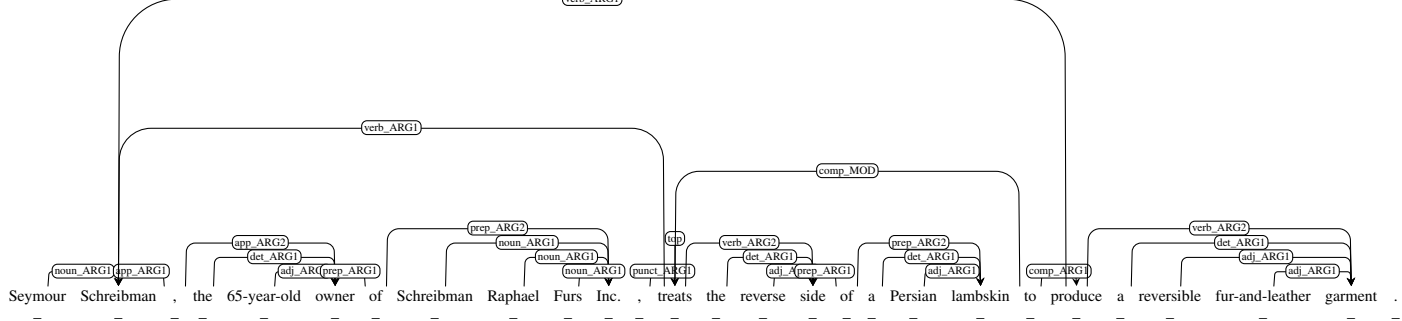 verb_ARG1
verb_ARG1
comp_MOD
prep_ARG2 verb_ARG2
top
app_ARG2 noun_ARG1 verb_ARG2 prep_ARG2 det_ARG1
det_ARG1 noun_ARG1 det_ARG1 det_ARG1 adj_ARG1
noun_ARG1 app_ARG1 prep_ARG1 noun_ARG1 punct_ARG1 prep_ARG1 adj_ARG1 comp_ARG1 adj_ARG1
Seymour Schreibman , the 65-year-old owner of Schreibman Raphael Furs Inc. , treats the reverse side of a Persian lambskin to produce a reversible fur-and-leather garment .